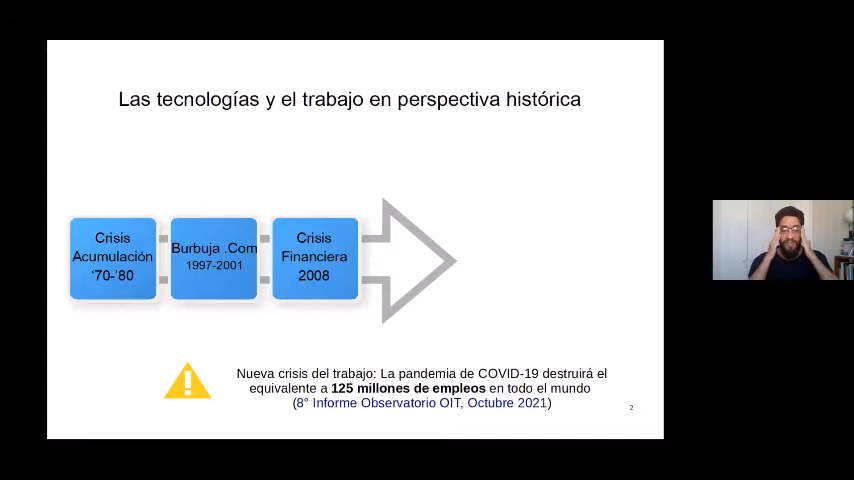 Las tecnologías y el trabajo en perspectiva histórica
Crisis
Acumulación
‘70-’80
Burbuja .Com
1997-2001
Crisis
Financiera
2008
Nueva crisis del trabajo: La pandemia de COVID-19 destruirá el
equivalente a 125 millones de empleos en todo el mundo
(8° Informe Observatorio OIT, Octubre 2021)
2